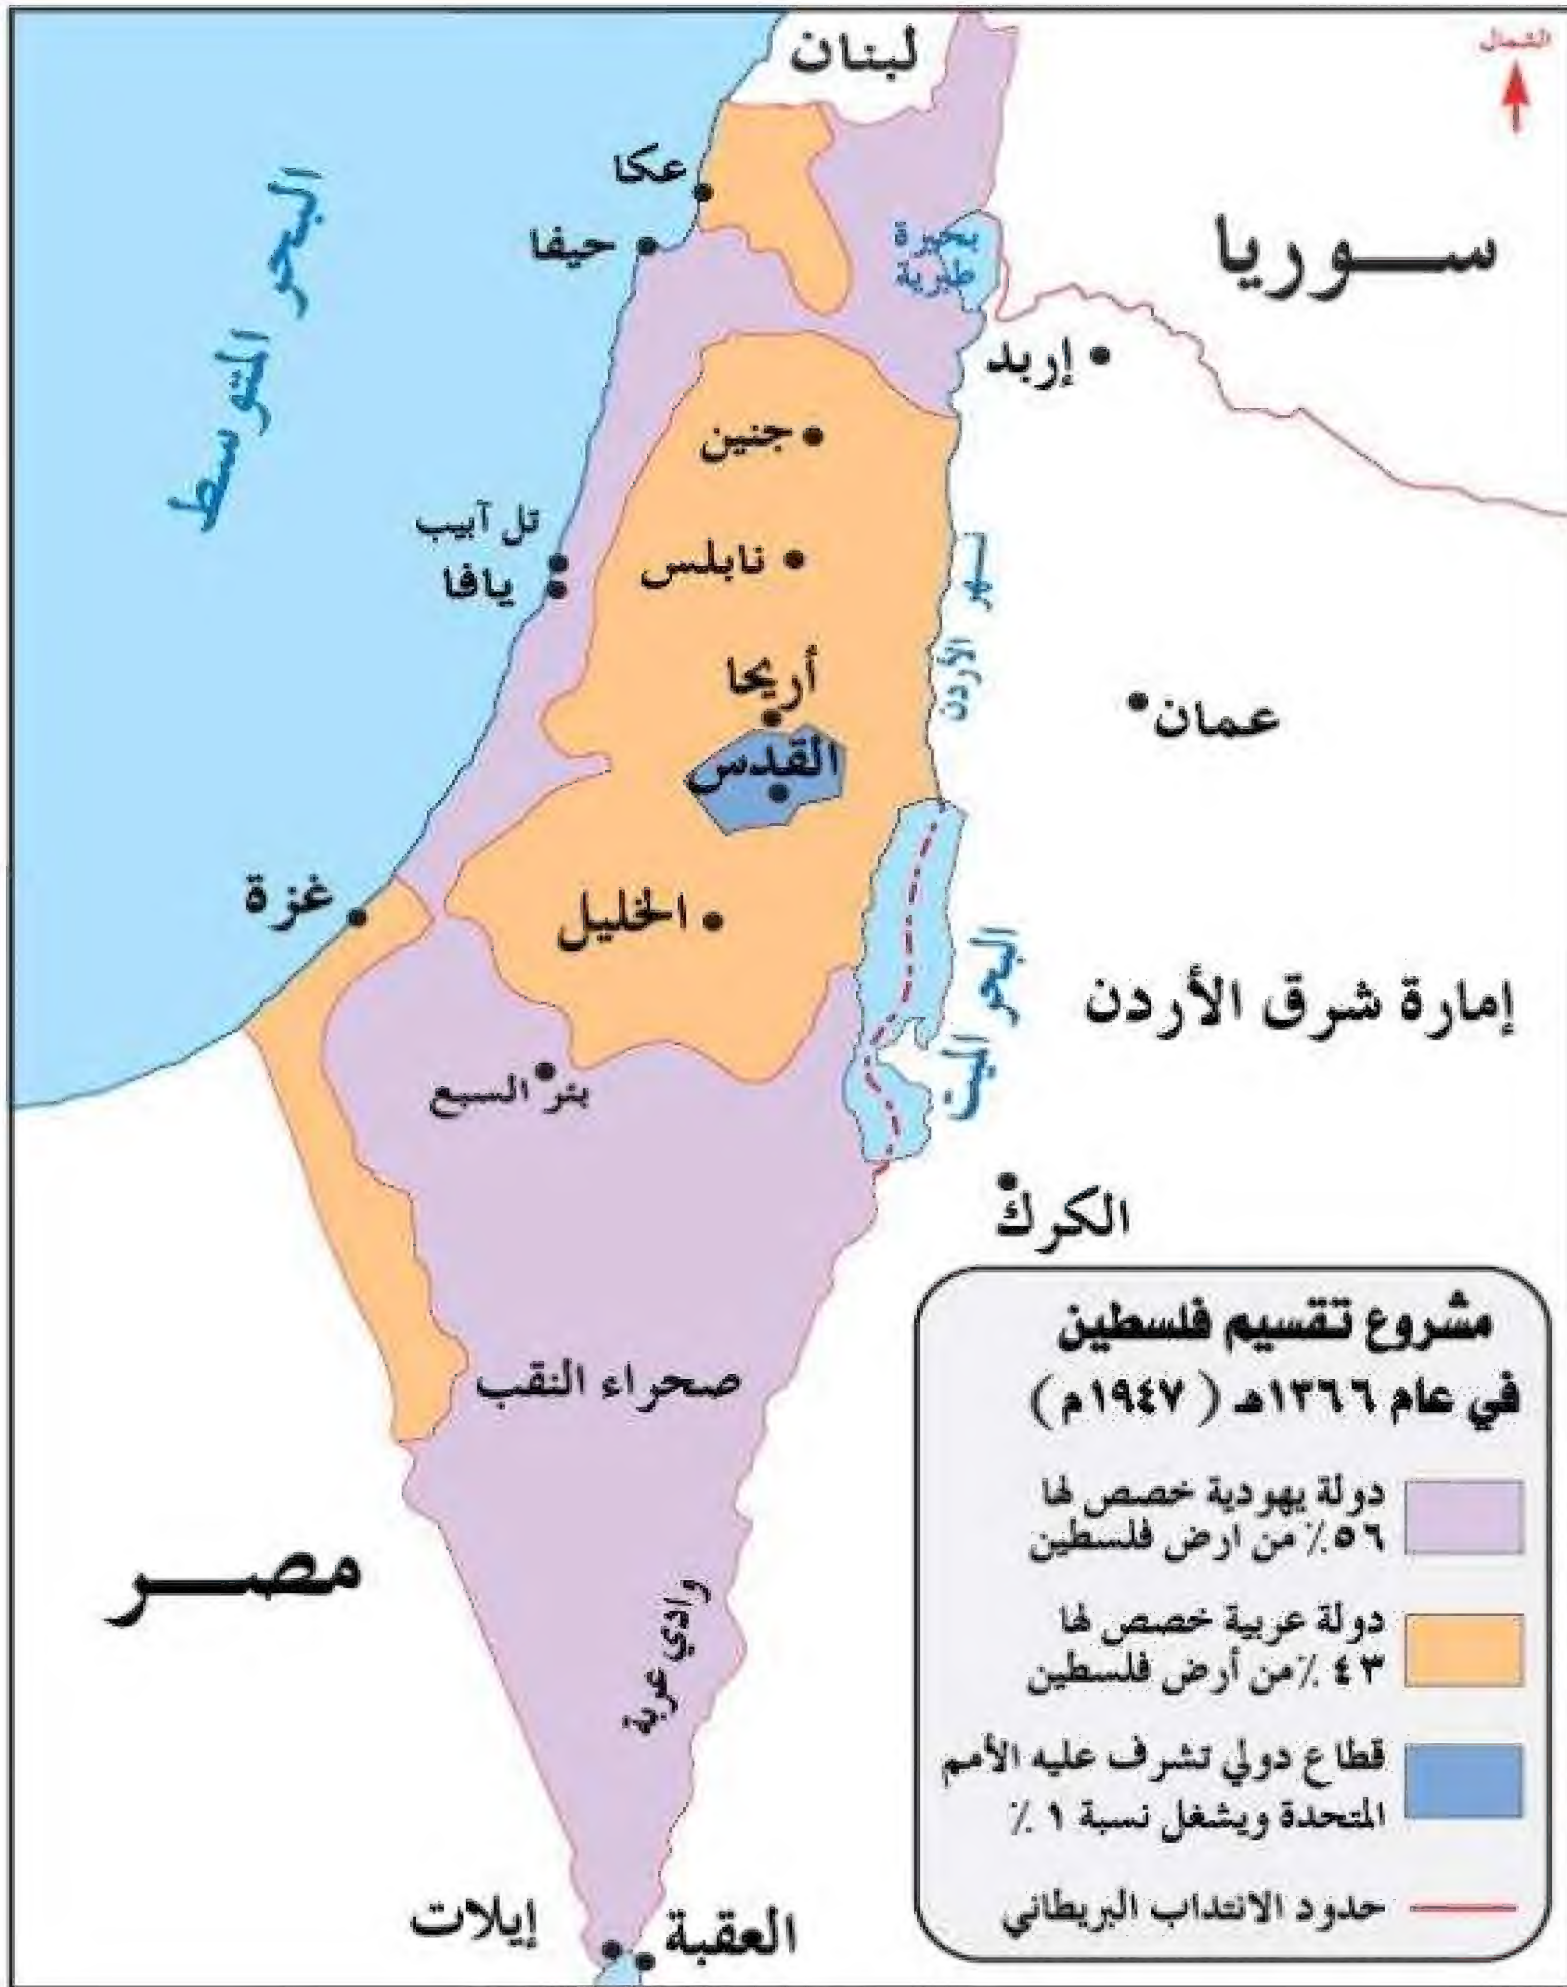 لبنان
الشمال
عكا
حيفا
البحر المتوسط
بحيرة
طبرية
ســوريا
إربد
جنين
تل آبيب
يافا
نابلس
نهر الأردن
أريحا
القدس
عمان
غزة
الخليل
البحر الميت
إمارة شرق الأردن
بئر السبع
الكرك
صحراء النقب
مصــر
وادي عربة
إيلات
العقبة
مشروع تقسيم فلسطين
في عام ١٣٦٦هـ (١٩٤٧م)
دولة يهودية خصص لها
٥٦٪ من ارض فلسطين
دولة عربية خصص لها
٤٣٪ من أرض فلسطين
قطاع دولي تشرف عليه الأمم
المتحدة ويشغل نسبة ١٪
حدود الانتداب البريطاني